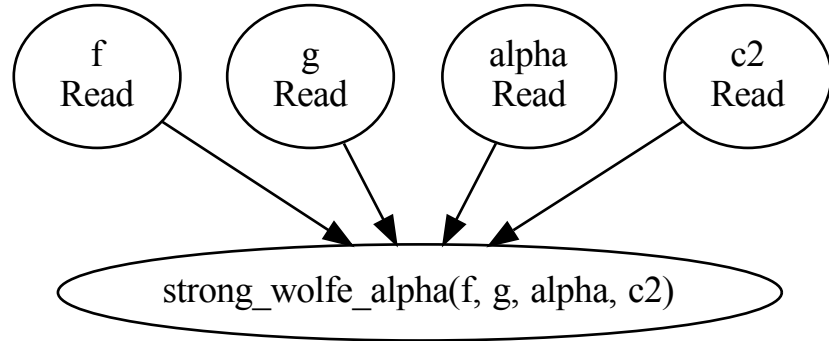 f
Read
g
Read
alpha
Read
c2
Read
strong_wolfe_alpha(f, g, alpha, c2)